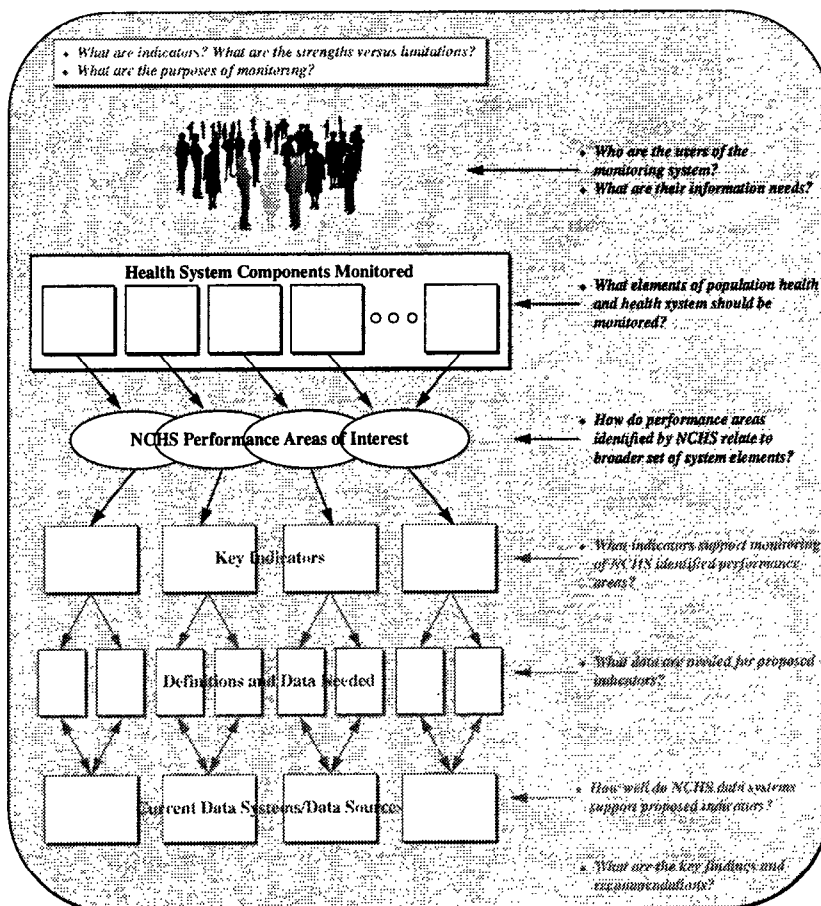 • What are indicators? What are the strengths versus limitations?
• What are the purposes of monitoring?
• Who are the users of the
monitoring system?
• What are their information needs?
Health System Components Monitored
• What elements of population health
and health system should be
monitored?
NCHS Performance Areas of Interest
• How do performance areas
identified by NCHS relate to
broader set of system elements?
Key Indicators
• What indicators support monitoring
of NCHS identified performance
areas?
Definitions and Data Needed
• What data are needed for proposed
indicators?
Current Data Systems/Data Sources
• How well do NCHS data systems
support proposed indicators?
• What are the key findings and
recommendations?